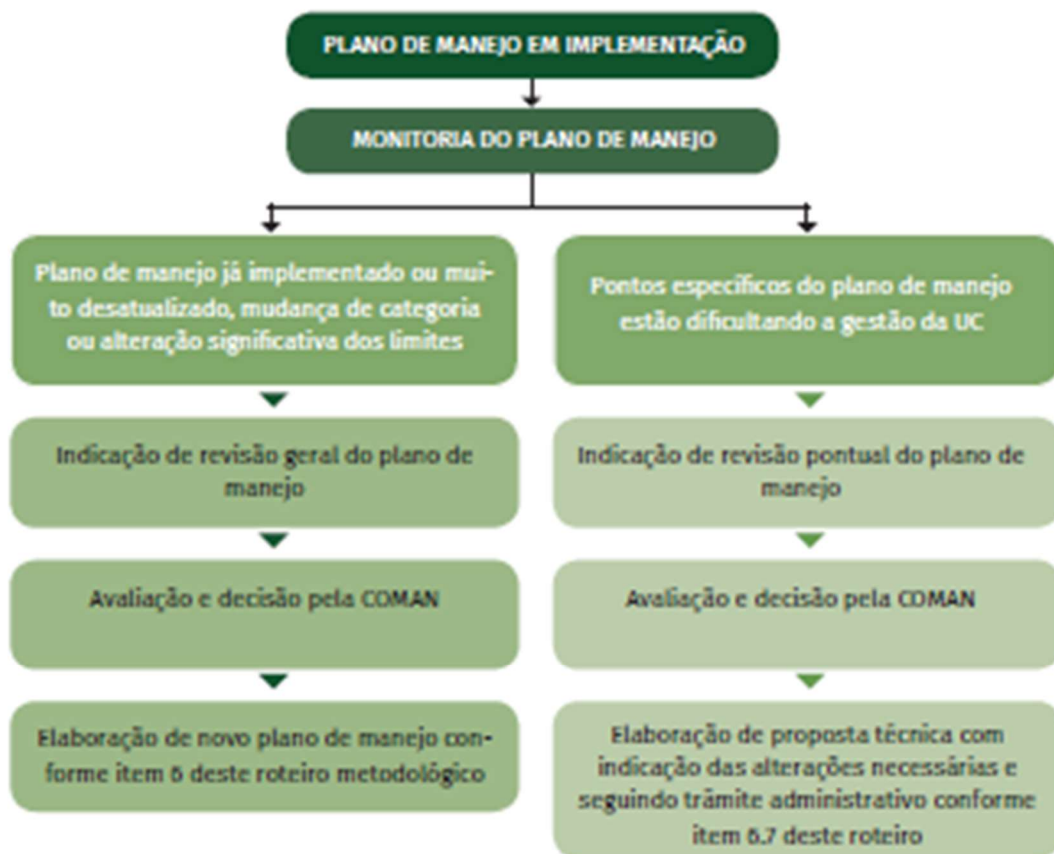 PLANO DE MANEJO EM IMPLEMENTAÇÃO
MONITORIA DO PLANO DE MANEJO
Plano de manejo já implementado ou mui-
to desatualizado, mudança de categoria
ou alteração significativa dos limites
Indicação de revisão geral do plano de
manejo
Avaliação e decisão pela COMAN
Elaboração de novo plano de manejo con-
forme item 6 deste roteiro metodológico
Pontos específicos do plano de manejo
estão dificultando a gestão da UC
Indicação de revisão pontual do plano de
manejo
Avaliação e decisão pela COMAN
Elaboração de proposta técnica com
indicação das alterações necessárias e
seguindo trâmite administrativo conforme
item 6.7 deste roteiro